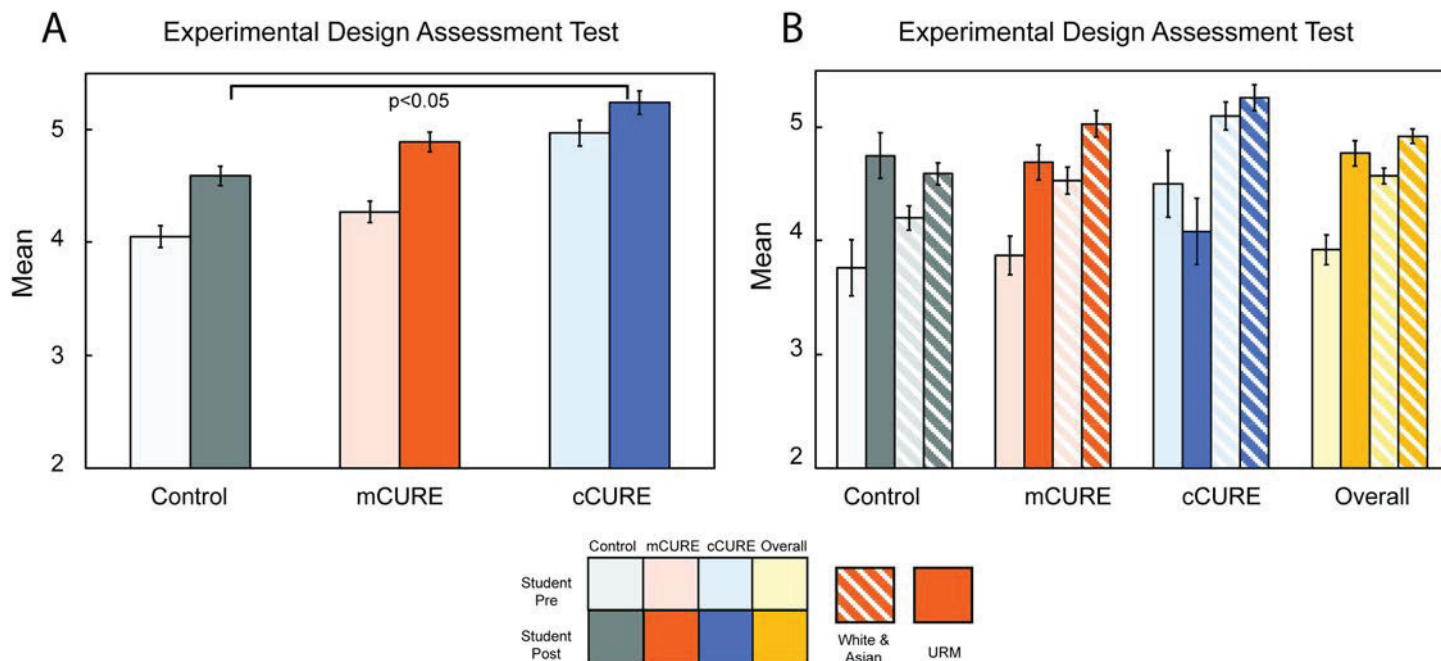 A
Experimental Design Assessment Test
Mean
5
4
3
2
p<0.05
Control
mCURE
cCURE
B
Experimental Design Assessment Test
Mean
5
4
3
2
Control
mCURE
cCURE
Overall
Control mCURE cCURE Overall
Student
Pre
Student
Post
White &
Asian
URM